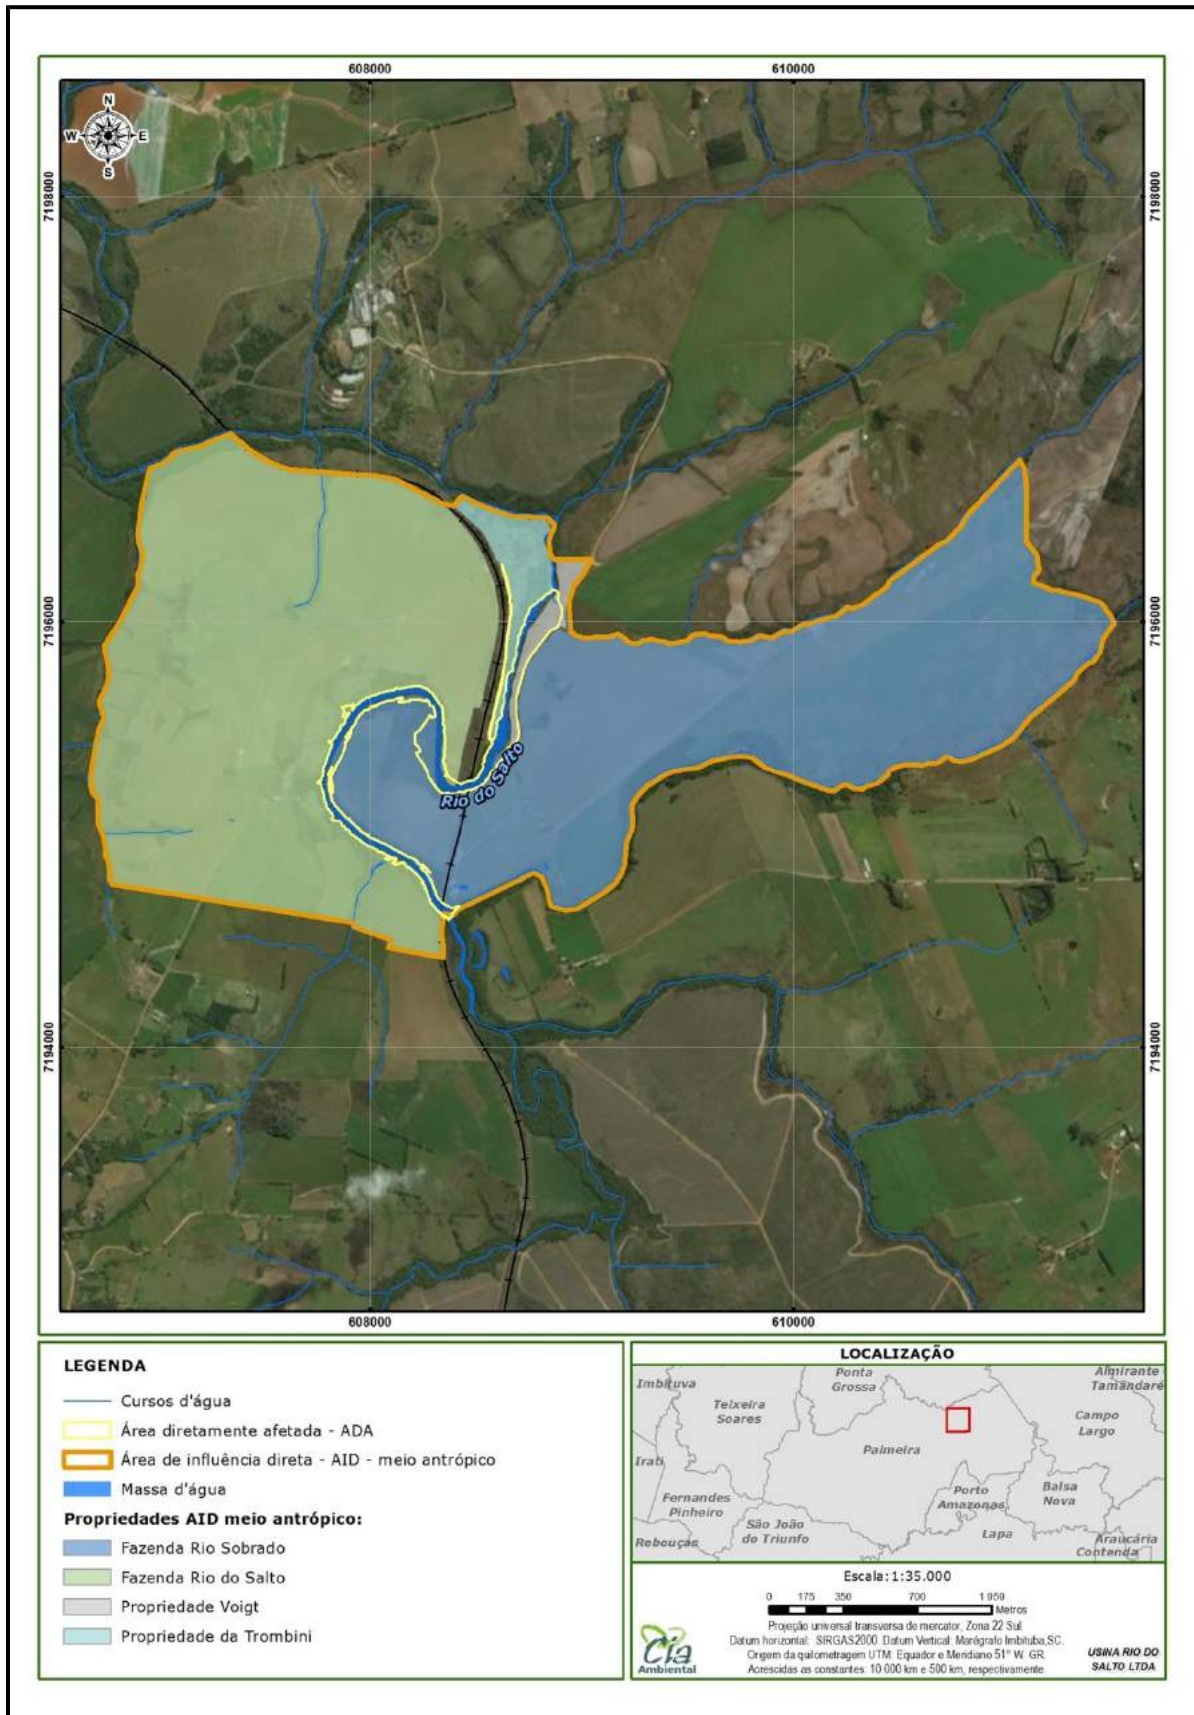 608000
610000
N
W
E
S
7198000
7198000
7196000
7196000
Rio do Salto
7194000
7194000
608000
610000
LEGENDA
Cursos d'água
Área diretamente afetada - ADA
Área de influência direta - AID - meio antrópico
Massa d'água
Propriedades AID meio antrópico:
Fazenda Rio Sobrado
Fazenda Rio do Salto
Propriedade Voigt
Propriedade da Trombini
LOCALIZAÇÃO
Imbituva
Ponta
Grossa
Almirante
Tamandaré
Teixeira
Soares
Campo
Largo
Palmeira
Irati
Fernandes
Pinheiro
Porto
Amazonas
Balsa
Nova
São João
do Triunfo
Lapa
Rebouças
Araucária
Contenda
Escala:1:35.000
0 175 350 700 1.050
Metros
Projeção universal transversa de mercator, Zona 22 Sul
Datum horizontal: SIRGAS2000. Datum Vertical: Marégrafo Imbituba,SC.
Origem da quilometragem UTM: Equador e Meridiano 51° W. GR.
Acrescidas as constantes: 10.000 km e 500 km, respectivamente.
Cia
Ambiental
USINA RIO DO
SALTO LTDA